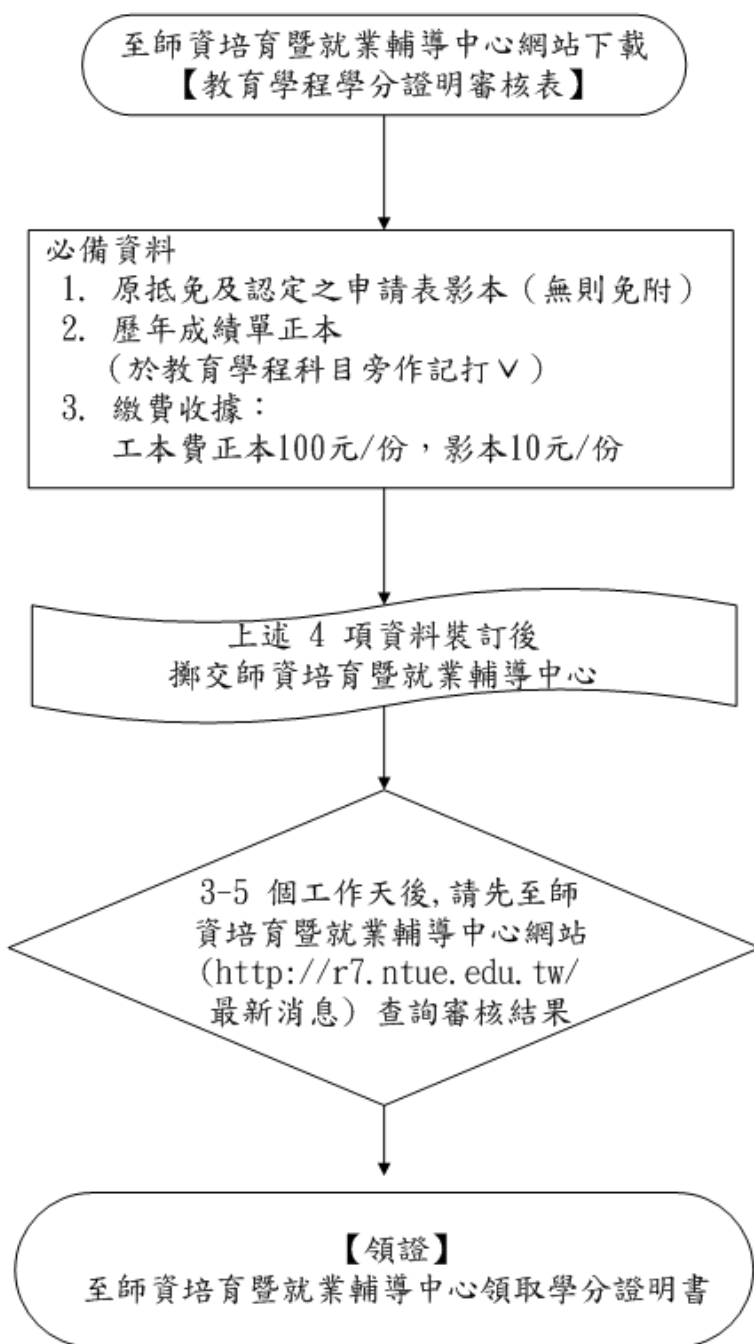 至師資培育暨就業輔導中心網站下載
【教育學程學分證明審核表】
必備資料
1. 原抵免及認定之申請表影本（無則免附）
2. 歷年成績單正本
（於教育學程科目旁作記打∨）
3. 繳費收據：
工本費正本100元/份，影本10元/份
上述 4 項資料裝訂後
擲交師資培育暨就業輔導中心
3-5 個工作天後,請先至師
資培育暨就業輔導中心網站
(http://r7.ntue.edu.tw/
最新消息) 查詢審核結果
【領證】
至師資培育暨就業輔導中心領取學分證明書